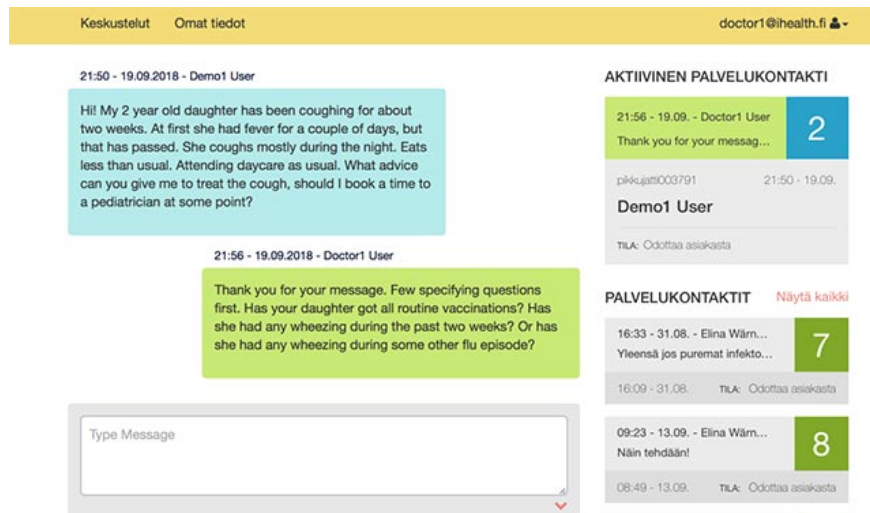 Keskustelut Omat tiedot doctor1@ihealth.fi
21:50 - 19.09.2018 - Demo1 User
Hi! My 2 year old daughter has been coughing for about
two weeks. At first she had fever for a couple of days, but
that has passed. She coughs mostly during the night. Eats
less than usual. Attending daycare as usual. What advice
can you give me to treat the cough, should I book a time to
a pediatrician at some point?
21:56 - 19.09.2018 - Doctor1 User
Thank you for your message. Few specifying questions
first. Has your daughter got all routine vaccinations? Has
she had any wheezing during the past two weeks? Or has
she had any wheezing during some other flu episode?
Type Message
AKTIIVINEN PALVELUKONTAKTI
21:56 - 19.09. - Doctor1 User
Thank you for your messag...
2
pikkujatti003791 21:50 - 19.09.
Demo1 User
TILA: Odottaa asiakasta
PALVELUKONTAKTIT Näytä kaikki
16:33 - 31.08. - Elina Wärn...
Yleensä jos puremat infekto...
7
16:09 - 31.08. TILA: Odottaa asiakasta
09:23 - 13.09. - Elina Wärn...
Näin tehdään!
8
08:49 - 13.09. TILA: Odottaa asiakasta